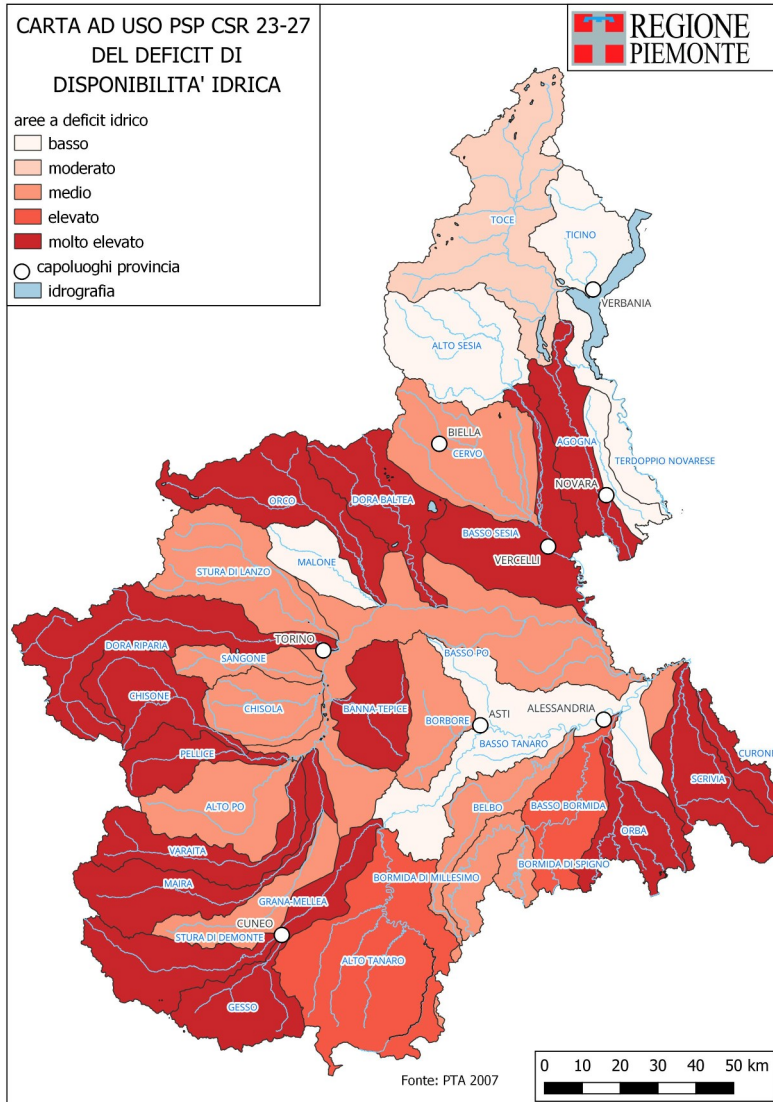 CARTA AD USO PSP CSR 23-27
DEL DEFICIT DI
DISPONIBILITA' IDRICA
aree a deficit idrico
basso
moderato
medio
elevato
molto elevato
capoluoghi provincia
idrografia
REGIONE
PIEMONTE
TOCE
TICINO
VERBANIA
ALTO SESIA
BIELLA
CERVO
AGOGNA
TERDOPPIO NOVARESE
NOVARA
ORCO
DORA BALTEA
BASSO SESIA
VERCELLI
MALONE
STURA DI LANZO
TORINO
DORA RIPARIA
SANGONE
BASSO PO
CHISONE
CHISOLA
BANNA-TEPICE
BORBORE
ASTI
ALESSANDRIA
BASSO TANARO
PELLICE
CURONE
SCRIVIA
ALTO PO
BELBO
BASSO BORMIDA
ORBA
VARAITA
MAIRA
BORMIDA DI MILLESIMO
BORMIDA DI SPIGNO
GRANA-MELLEA
CUNEO
STURA DI DEMONTE
ALTO TANARO
GESSO
Fonte: PTA 2007
0 10 20 30 40 50 km